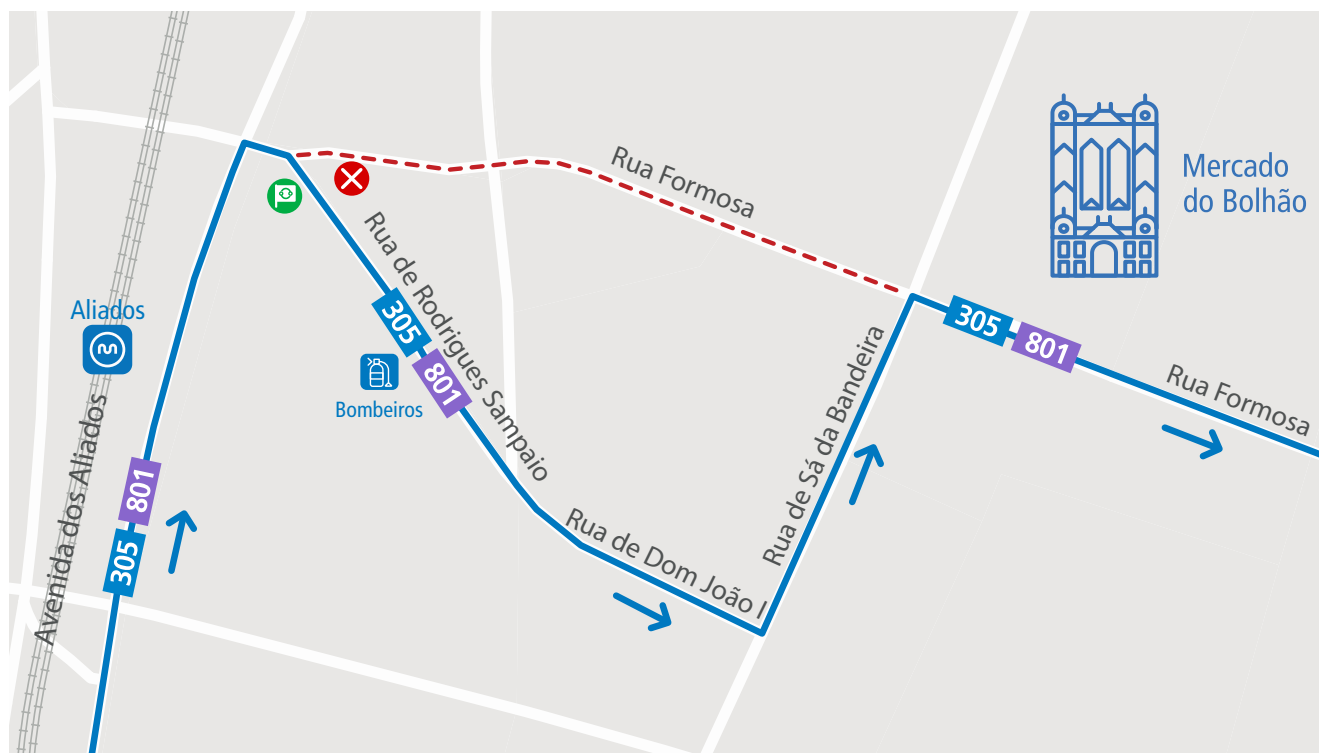 Rua Formosa
Mercado
do Bolhão
Rua de Rodrigues Sampaio
Aliados
305
801
305
801
Bombeiros
Rua Formosa
Rua de Sá da Bandeira
Avenida dos Aliados
801
305
Rua de Dom João I